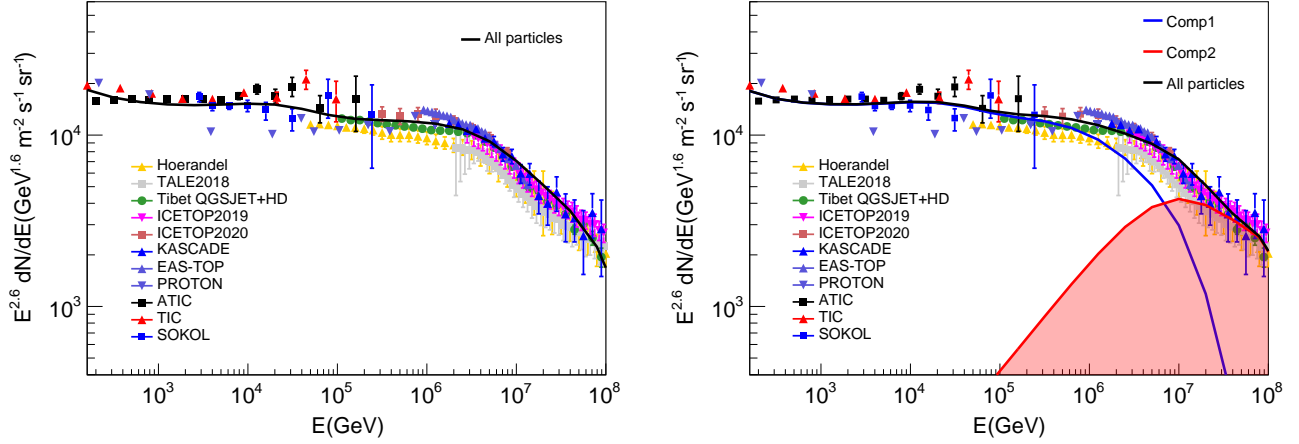 All particles
Hoerandel
TALE2018
Tibet QGSJET+HD
ICETOP2019
ICETOP2020
KASCADE
EAS-TOP
PROTON
ATIC
TIC
SOKOL
10^4
10^3
E^2.6 dN/dE(GeV^1.6 m^-2 s^-1 sr^-1)
10^3 10^4 10^5 10^6 10^7 10^8
E(GeV)
Comp1
Comp2
All particles
Hoerandel
TALE2018
Tibet QGSJET+HD
ICETOP2019
ICETOP2020
KASCADE
EAS-TOP
PROTON
ATIC
TIC
SOKOL
10^4
10^3
E^2.6 dN/dE(GeV^1.6 m^-2 s^-1 sr^-1)
10^3 10^4 10^5 10^6 10^7 10^8
E(GeV)